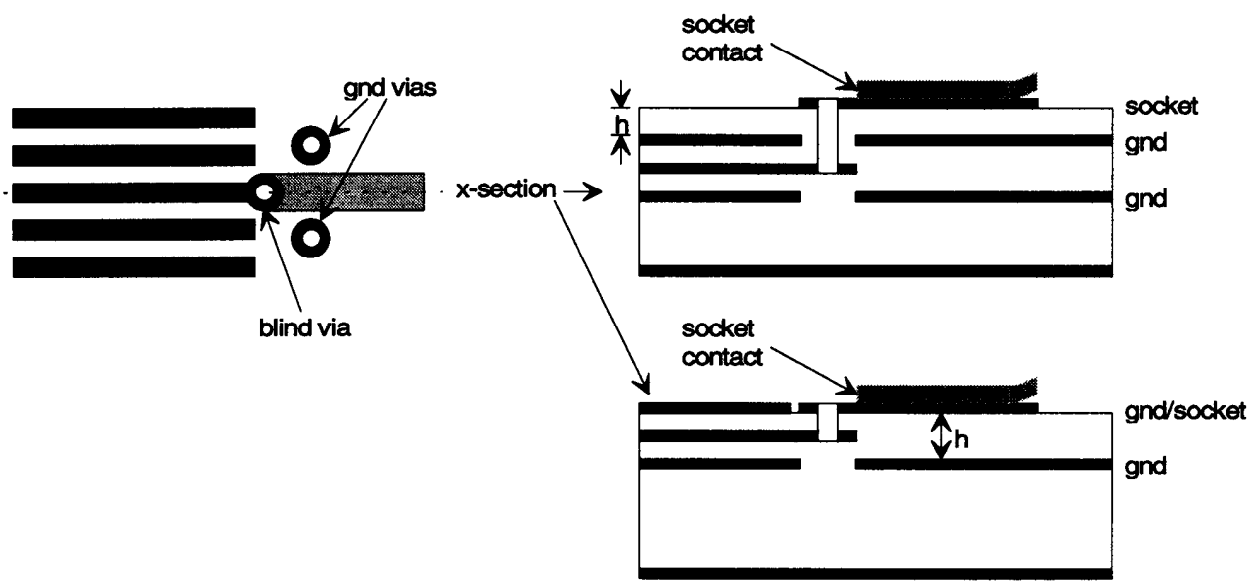 gnd vias
blind via
x-section
socket
contact
h
socket
gnd
gnd
socket
contact
gnd/socket
h
gnd